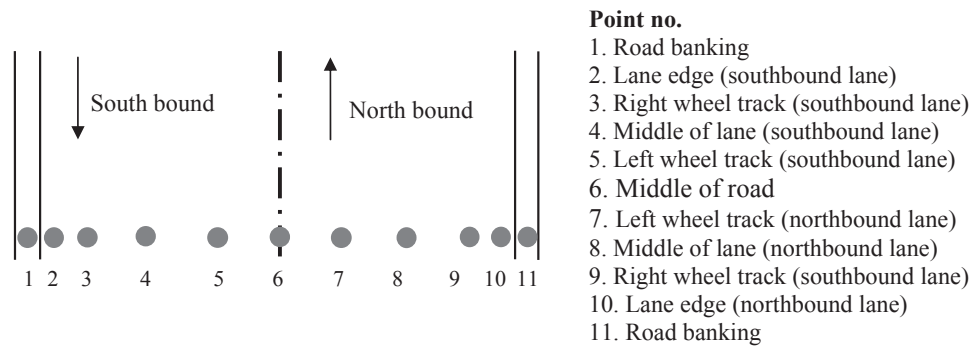 South bound
North bound
1 2 3 4 5 6 7 8 9 10 11
Point no.
1. Road banking
2. Lane edge (southbound lane)
3. Right wheel track (southbound lane)
4. Middle of lane (southbound lane)
5. Left wheel track (southbound lane)
6. Middle of road
7. Left wheel track (northbound lane)
8. Middle of lane (northbound lane)
9. Right wheel track (southbound lane)
10. Lane edge (northbound lane)
11. Road banking